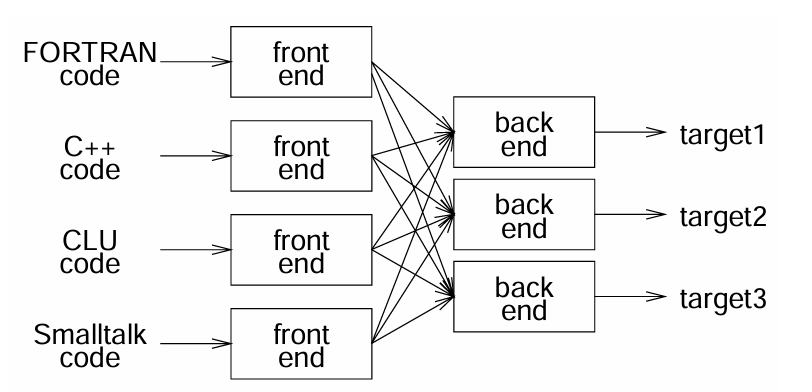 FORTRAN
code
front
end
C++
code
front
end
CLU
code
front
end
Smalltalk
code
front
end
back
end
target1
back
end
target2
back
end
target3